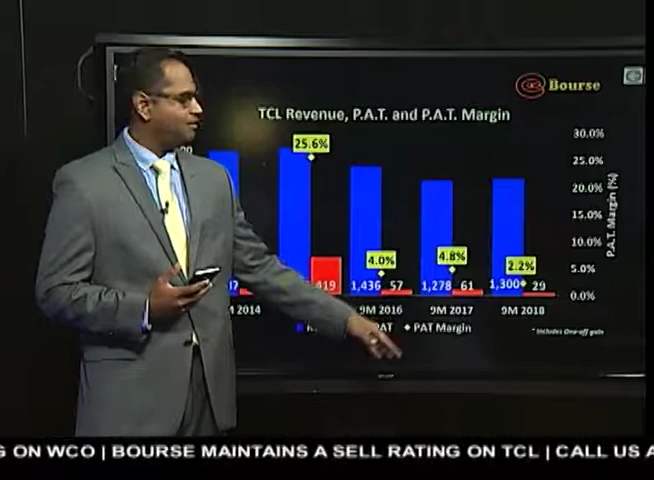 Bourse
TCL Revenue, P.A.T. and P.A.T. Margin
30.0%
25.6%
25.0%
20.0%
15.0%
10.0%
5.0%
0.0%
P.A.T. Margin (%)
4.0%
4.8%
2.2%
419
1,436 57
1,278 61
1,300 29
2014
9M 2016
9M 2017
9M 2018
PAT Margin
* Includes One-off gain
ON WCO | BOURSE MAINTAINS A SELL RATING ON TCL | CALL US